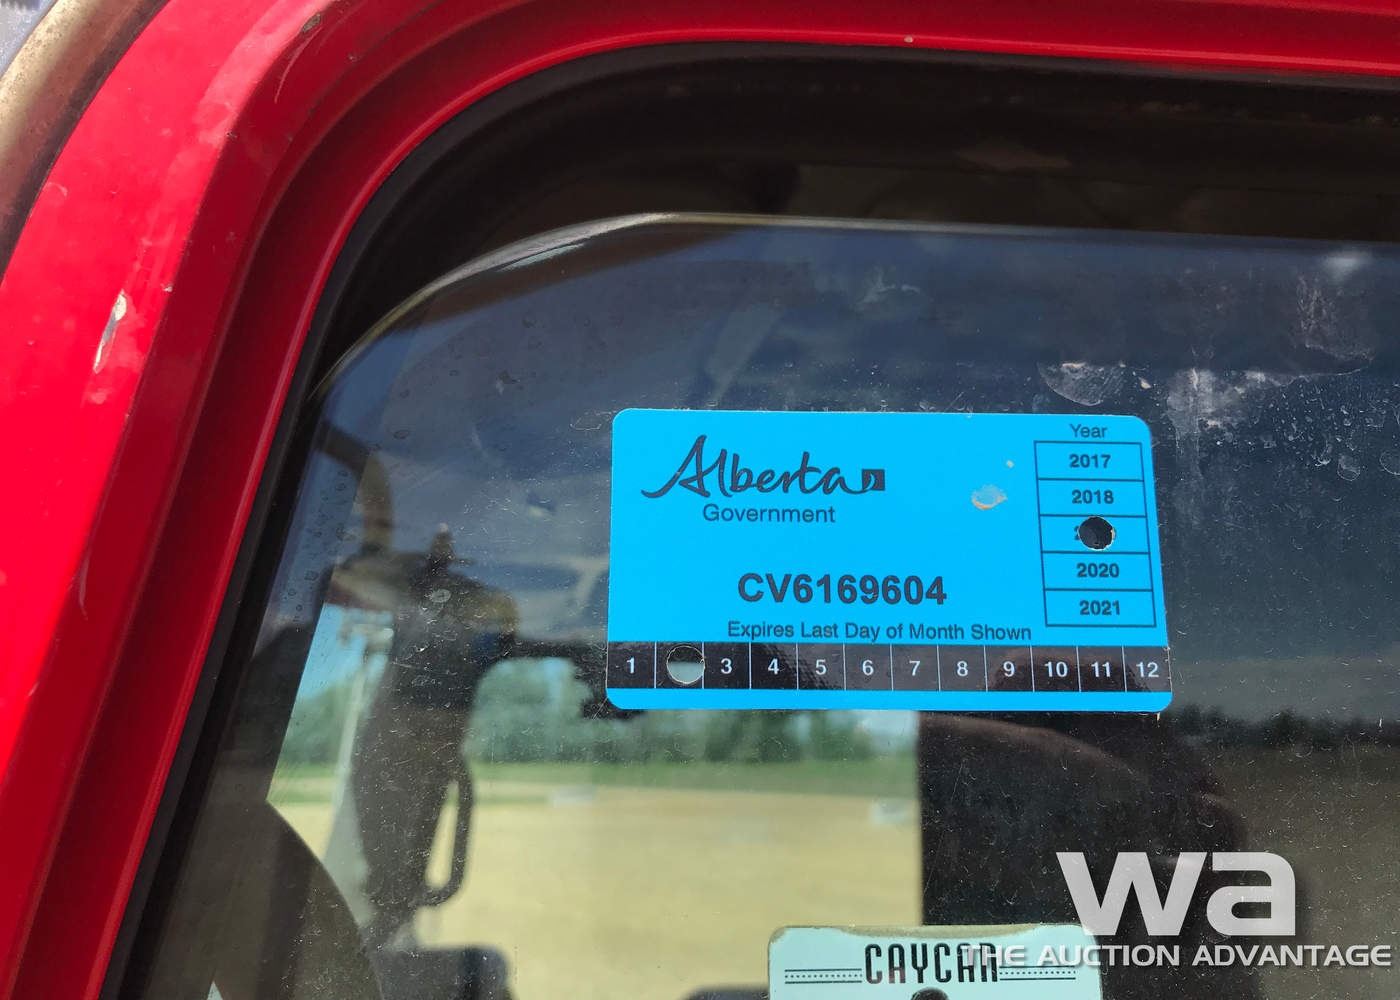 Alberta
Government
Year
2017
2018
2020
2021
CV6169604
Expires Last Day of Month Shown
1 3 4 5 6 7 8 9 10 11 12
CAYCAN
wa
THE AUCTION ADVANTAGE